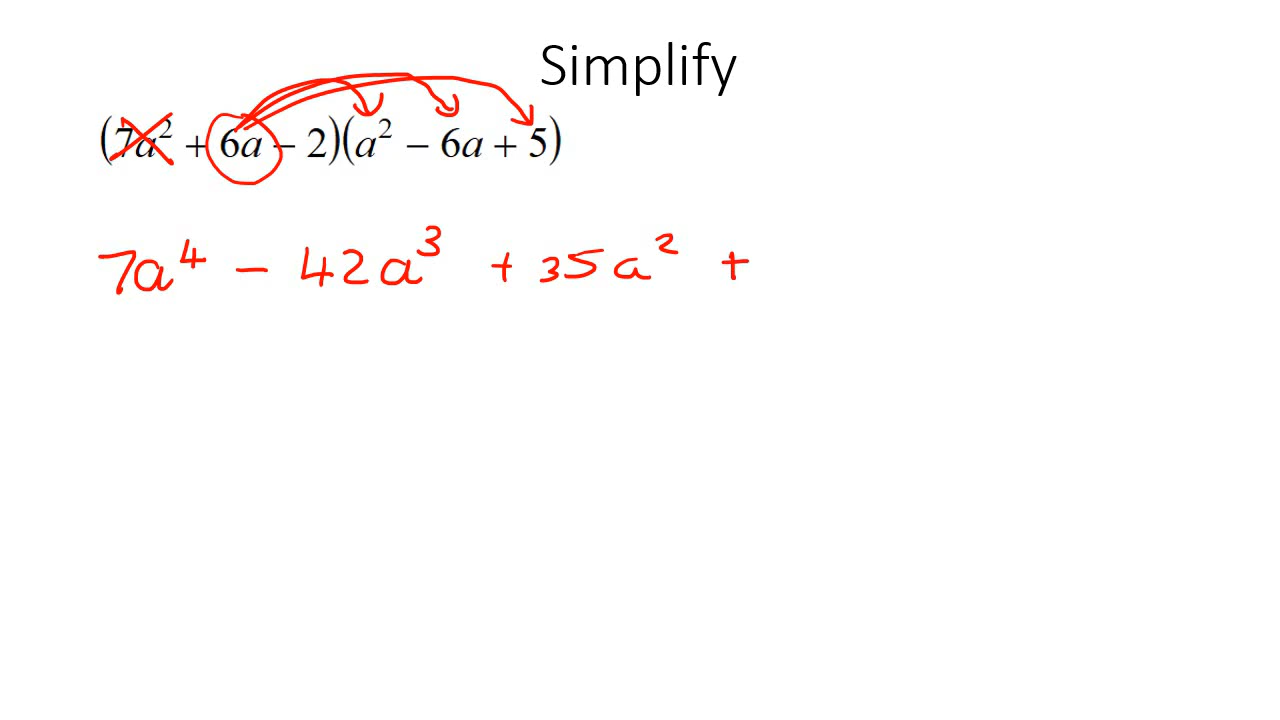 Simplify
(7a² + 6a − 2)(a² − 6a + 5)
7a⁴ − 42a³ + 35a² +